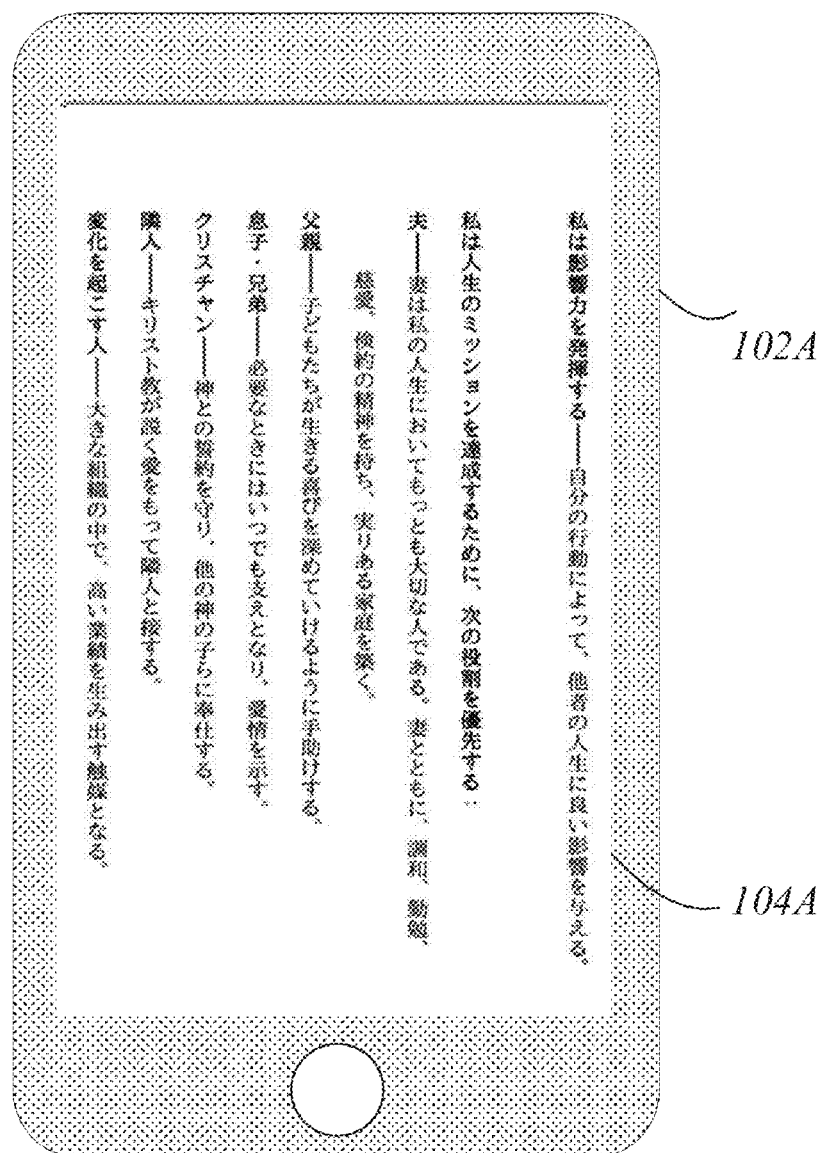 私は影響力を発揮する――自分の行動によって、他者の人生に良い影響を与える。
私は人生のミッションを達成するために、次の役割を優先する：
夫――妻は私の人生においてもっとも大切な人である。妻とともに、調和、勤勉、
慈愛、倹約の精神を持ち、実りある家庭を築く。
父親――子どもたちが生きる喜びを深めていけるように手助けする。
息子・兄弟――必要なときにはいつでも支えとなり、愛情を示す。
クリスチャン――神との誓約を守り、他の神の子らに奉仕する。
隣人――キリスト教が説く愛をもって隣人と接する。
変化を起こす人――大きな組織の中で、良い業績を生み出す触媒となる。
102A
104A